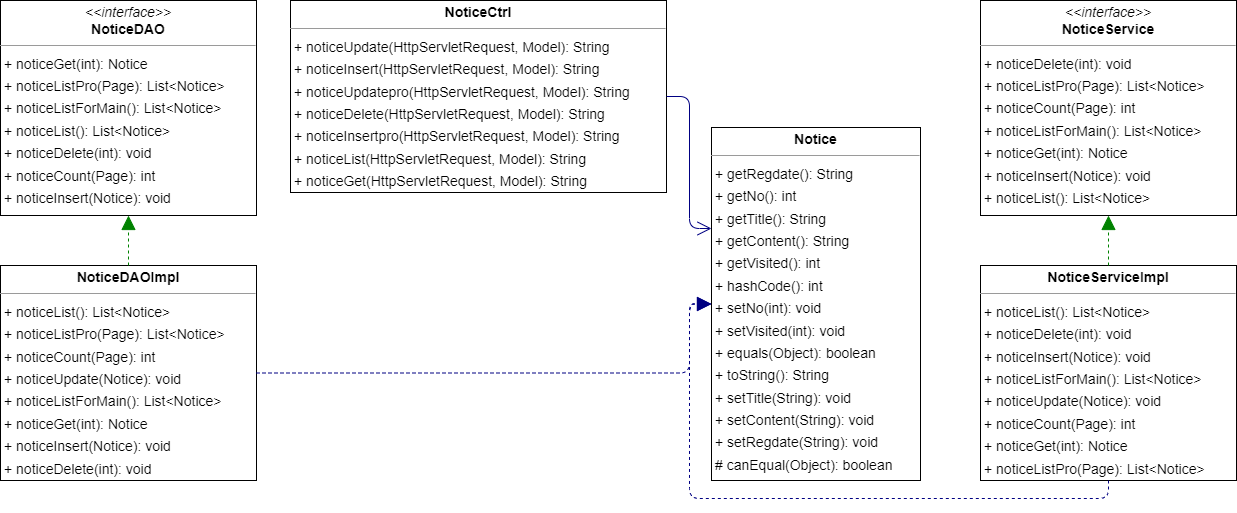 <<interface>>
NoticeDAO
+ noticeGet(int): Notice
+ noticeListPro(Page): List<Notice>
+ noticeListForMain(): List<Notice>
+ noticeList(): List<Notice>
+ noticeDelete(int): void
+ noticeCount(Page): int
+ noticeInsert(Notice): void
NoticeCtrl
+ noticeUpdate(HttpServletRequest, Model): String
+ noticeInsert(HttpServletRequest, Model): String
+ noticeUpdatepro(HttpServletRequest, Model): String
+ noticeDelete(HttpServletRequest, Model): String
+ noticeInsertpro(HttpServletRequest, Model): String
+ noticeList(HttpServletRequest, Model): String
+ noticeGet(HttpServletRequest, Model): String
<<interface>>
NoticeService
+ noticeDelete(int): void
+ noticeListPro(Page): List<Notice>
+ noticeCount(Page): int
+ noticeListForMain(): List<Notice>
+ noticeGet(int): Notice
+ noticeInsert(Notice): void
+ noticeList(): List<Notice>
Notice
+ getRegdate(): String
+ getNo(): int
+ getTitle(): String
+ getContent(): String
+ getVisited(): int
+ hashCode(): int
+ setNo(int): void
+ setVisited(int): void
+ equals(Object): boolean
+ toString(): String
+ setTitle(String): void
+ setContent(String): void
+ setRegdate(String): void
# canEqual(Object): boolean
NoticeDAOImpl
+ noticeList(): List<Notice>
+ noticeListPro(Page): List<Notice>
+ noticeCount(Page): int
+ noticeUpdate(Notice): void
+ noticeListForMain(): List<Notice>
+ noticeGet(int): Notice
+ noticeInsert(Notice): void
+ noticeDelete(int): void
NoticeServiceImpl
+ noticeList(): List<Notice>
+ noticeDelete(int): void
+ noticeInsert(Notice): void
+ noticeListForMain(): List<Notice>
+ noticeUpdate(Notice): void
+ noticeCount(Page): int
+ noticeGet(int): Notice
+ noticeListPro(Page): List<Notice>